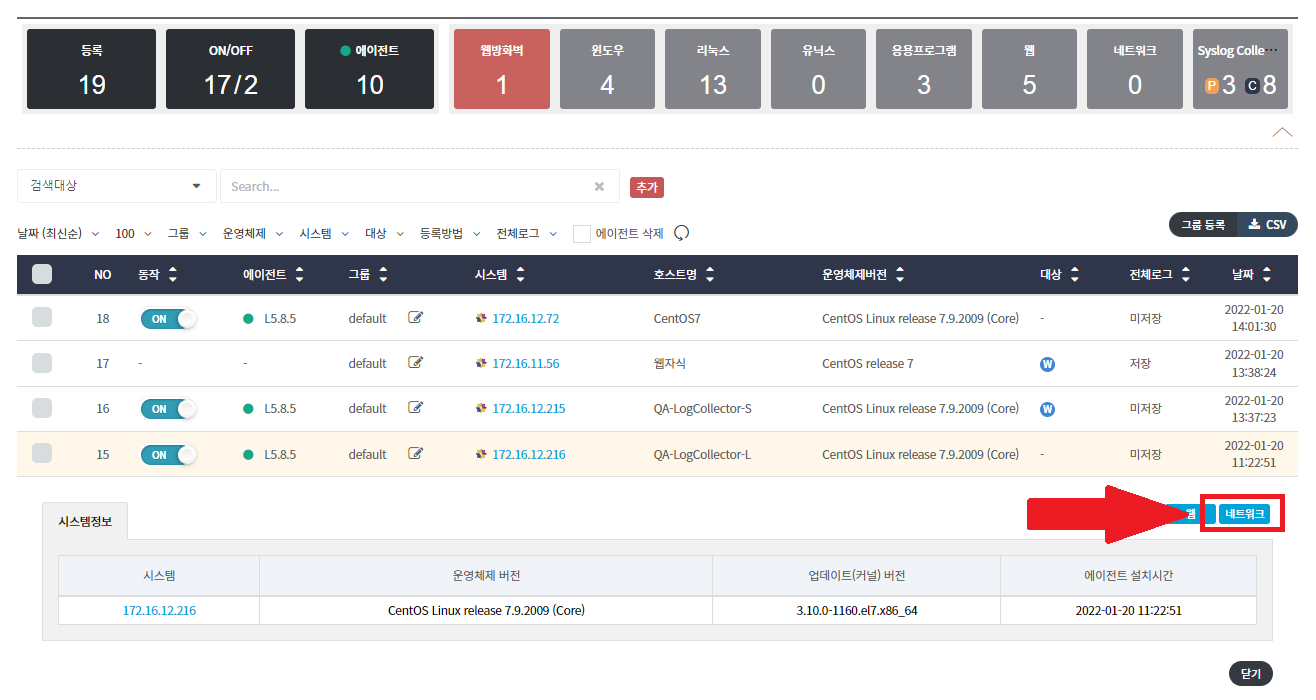 등록 ON/OFF 에이전트 웹방화벽 윈도우 리눅스 유닉스 응용프로그램 웹 네트워크 Syslog Colle···
19 17/2 10 1 4 13 0 3 5 0 P 3 C 8
검색대상 Search... 추가
날짜 (최신순) 100 그룹 운영체제 시스템 대상 등록방법 전체로그 에이전트 삭제 그룹 등록 CSV
NO 동작 에이전트 그룹 시스템 호스트명 운영체제버전 대상 전체로그 날짜
18 ON L5.8.5 default 172.16.12.72 CentOS7 CentOS Linux release 7.9.2009 (Core) - 미저장 2022-01-20
14:01:30
17 - - default 172.16.11.56 웹자식 CentOS release 7 W 저장 2022-01-20
13:38:24
16 ON L5.8.5 default 172.16.12.215 QA-LogCollector-S CentOS Linux release 7.9.2009 (Core) W 미저장 2022-01-20
13:37:23
15 ON L5.8.5 default 172.16.12.216 QA-LogCollector-L CentOS Linux release 7.9.2009 (Core) - 미저장 2022-01-20
11:22:51
시스템정보 웹 네트워크
시스템 운영체제 버전 업데이트(커널) 버전 에이전트 설치시간
172.16.12.216 CentOS Linux release 7.9.2009 (Core) 3.10.0-1160.el7.x86_64 2022-01-20 11:22:51
닫기